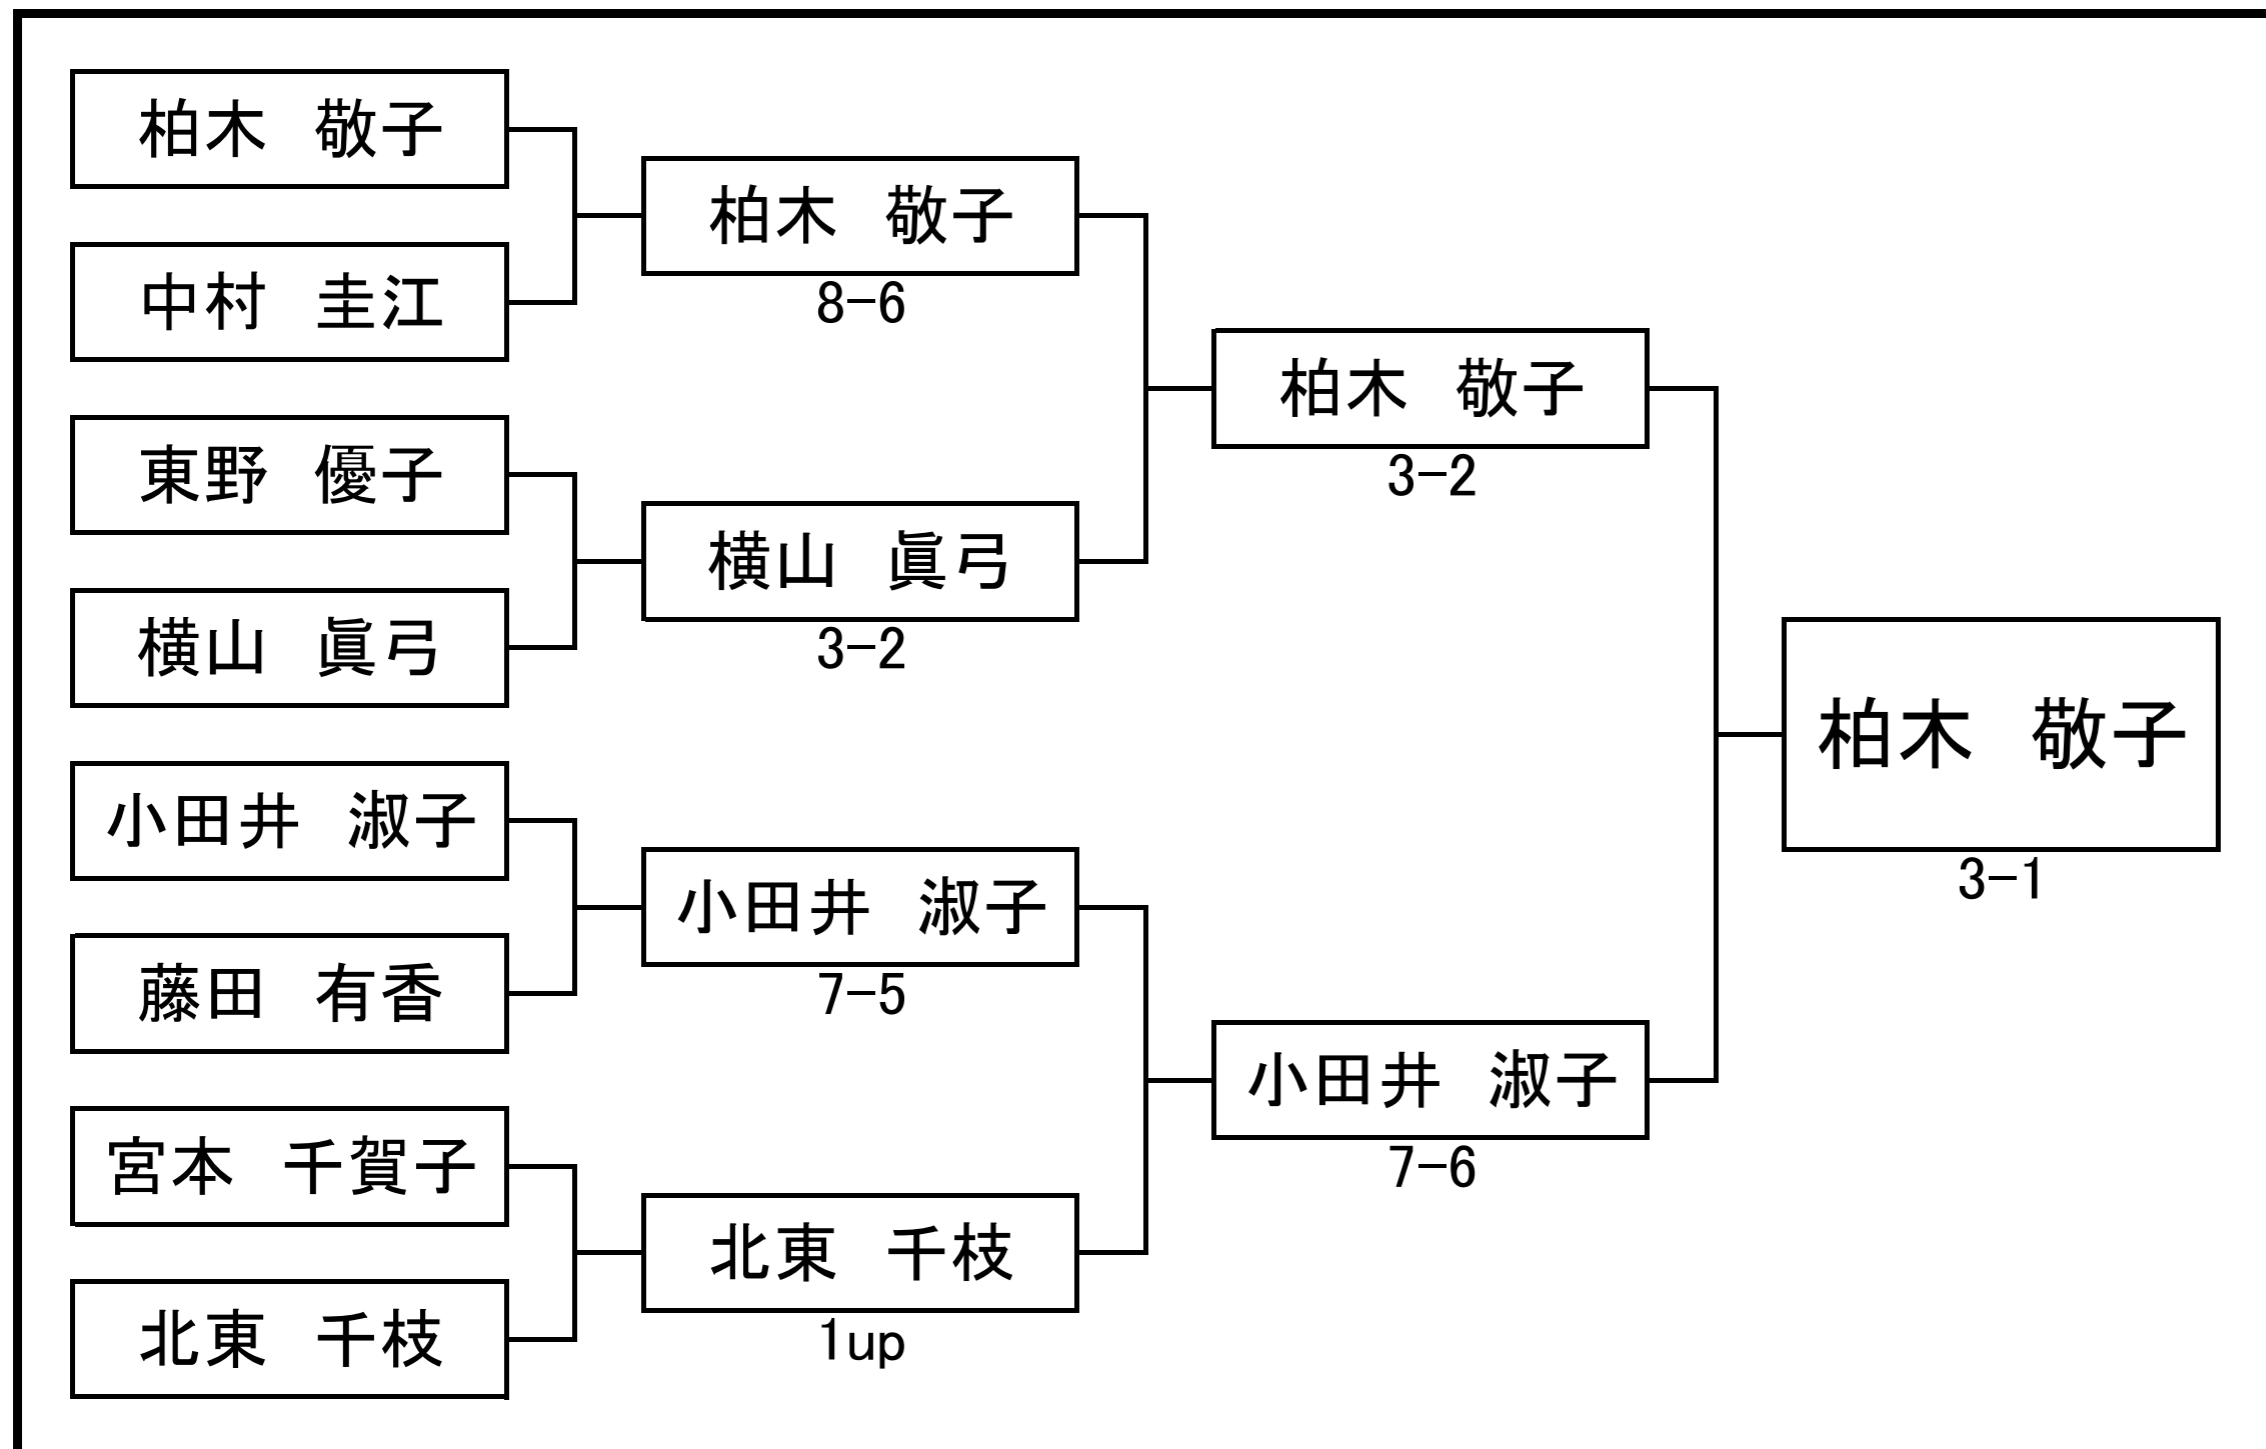 柏木 敬子
中村 圭江
東野 優子
横山 眞弓
小田井 淑子
藤田 有香
宮本 千賀子
北東 千枝
柏木 敬子
8-6
横山 眞弓
3-2
小田井 淑子
7-5
北東 千枝
1up
柏木 敬子
3-2
小田井 淑子
7-6
柏木 敬子
3-1